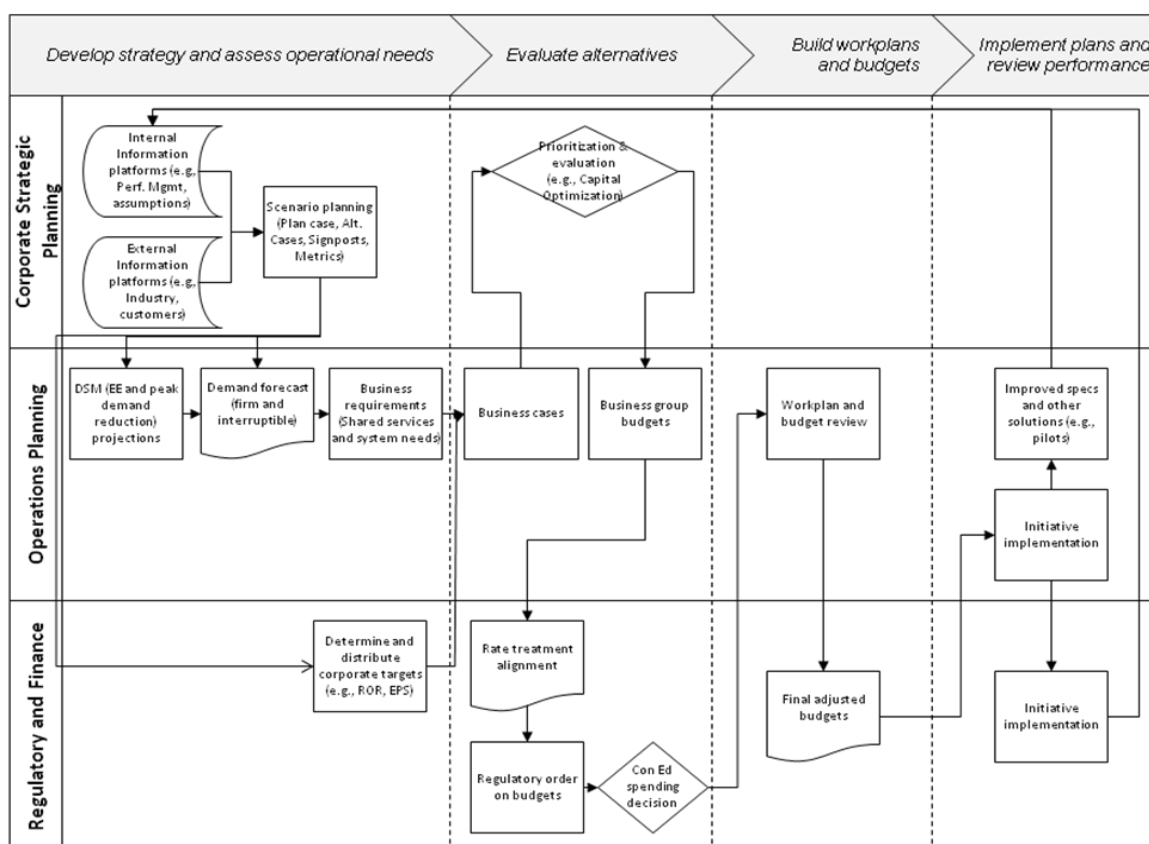 Develop strategy and assess operational needs
Evaluate alternatives
Build workplans
and budgets
Implement plans and
review performance
Corporate Strategic
Planning
Internal
Information
platforms (e.g.,
Perf. Mgmt,
assumptions)
External
Information
platforms (e.g.,
Industry,
customers)
Scenario planning
(Plan case, Alt.
Cases, Signposts,
Metrics)
Prioritization &
evaluation
(e.g., Capital
Optimization)
Operations Planning
DSM (EE and peak
demand
reduction)
projections
Demand forecast
(firm and
interruptible)
Business
requirements
(Shared services
and system needs)
Business cases
Business group
budgets
Workplan and
budget review
Improved specs
and other
solutions (e.g.,
pilots)
Initiative
implementation
Regulatory and Finance
Determine and
distribute
corporate targets
(e.g., ROR, EPS)
Rate treatment
alignment
Regulatory order
on budgets
Con Ed
spending
decision
Final adjusted
budgets
Initiative
implementation